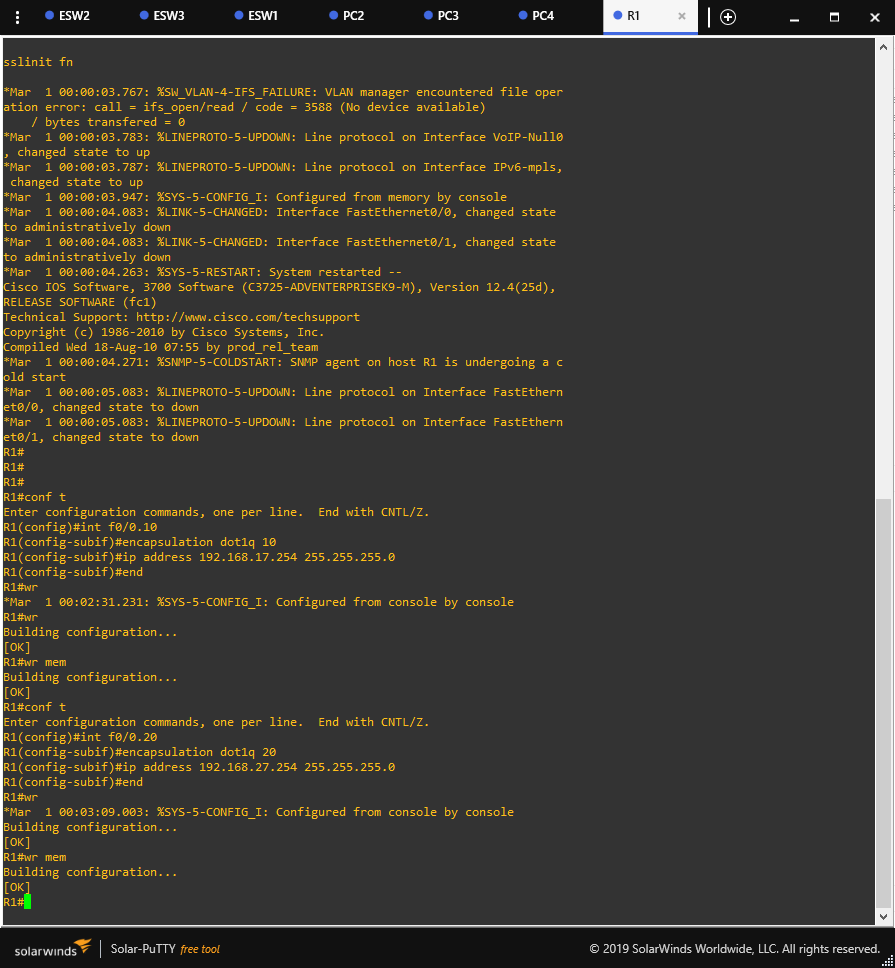 ESW2 ESW3 ESW1 PC2 PC3 PC4 R1
sslinit fn
*Mar  1 00:00:03.767: %SW_VLAN-4-IFS_FAILURE: VLAN manager encountered file oper
ation error: call = ifs_open/read / code = 3588 (No device available)
    / bytes transfered = 0
*Mar  1 00:00:03.783: %LINEPROTO-5-UPDOWN: Line protocol on Interface VoIP-Null0
, changed state to up
*Mar  1 00:00:03.787: %LINEPROTO-5-UPDOWN: Line protocol on Interface IPv6-mpls,
 changed state to up
*Mar  1 00:00:03.947: %SYS-5-CONFIG_I: Configured from memory by console
*Mar  1 00:00:04.083: %LINK-5-CHANGED: Interface FastEthernet0/0, changed state
to administratively down
*Mar  1 00:00:04.083: %LINK-5-CHANGED: Interface FastEthernet0/1, changed state
to administratively down
*Mar  1 00:00:04.263: %SYS-5-RESTART: System restarted --
Cisco IOS Software, 3700 Software (C3725-ADVENTERPRISEK9-M), Version 12.4(25d),
RELEASE SOFTWARE (fc1)
Technical Support: http://www.cisco.com/techsupport
Copyright (c) 1986-2010 by Cisco Systems, Inc.
Compiled Wed 18-Aug-10 07:55 by prod_rel_team
*Mar  1 00:00:04.271: %SNMP-5-COLDSTART: SNMP agent on host R1 is undergoing a c
old start
*Mar  1 00:00:05.083: %LINEPROTO-5-UPDOWN: Line protocol on Interface FastEthern
et0/0, changed state to down
*Mar  1 00:00:05.083: %LINEPROTO-5-UPDOWN: Line protocol on Interface FastEthern
et0/1, changed state to down
R1#
R1#
R1#
R1#conf t
Enter configuration commands, one per line.  End with CNTL/Z.
R1(config)#int f0/0.10
R1(config-subif)#encapsulation dot1q 10
R1(config-subif)#ip address 192.168.17.254 255.255.255.0
R1(config-subif)#end
R1#wr
*Mar  1 00:02:31.231: %SYS-5-CONFIG_I: Configured from console by console
R1#wr
Building configuration...
[OK]
R1#wr mem
Building configuration...
[OK]
R1#conf t
Enter configuration commands, one per line.  End with CNTL/Z.
R1(config)#int f0/0.20
R1(config-subif)#encapsulation dot1q 20
R1(config-subif)#ip address 192.168.27.254 255.255.255.0
R1(config-subif)#end
R1#wr
*Mar  1 00:03:09.003: %SYS-5-CONFIG_I: Configured from console by console
Building configuration...
[OK]
R1#wr mem
Building configuration...
[OK]
R1#
solarwinds Solar-PuTTY free tool © 2019 SolarWinds Worldwide, LLC. All rights reserved.